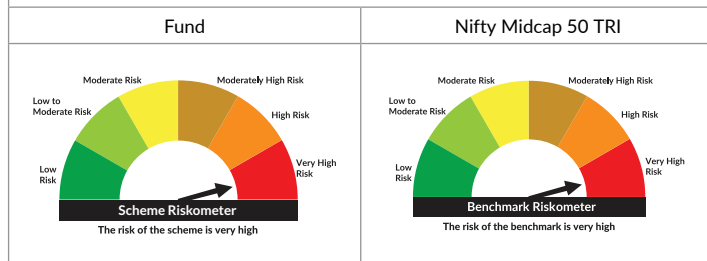 Fund
Moderate Risk
Moderately High Risk
Low to
Moderate Risk
High Risk
Low
Risk
Very High
Risk
Scheme Riskometer
The risk of the scheme is very high
Nifty Midcap 50 TRI
Moderate Risk
Moderately High Risk
Low to
Moderate Risk
High Risk
Low
Risk
Very High
Risk
Benchmark Riskometer
The risk of the benchmark is very high